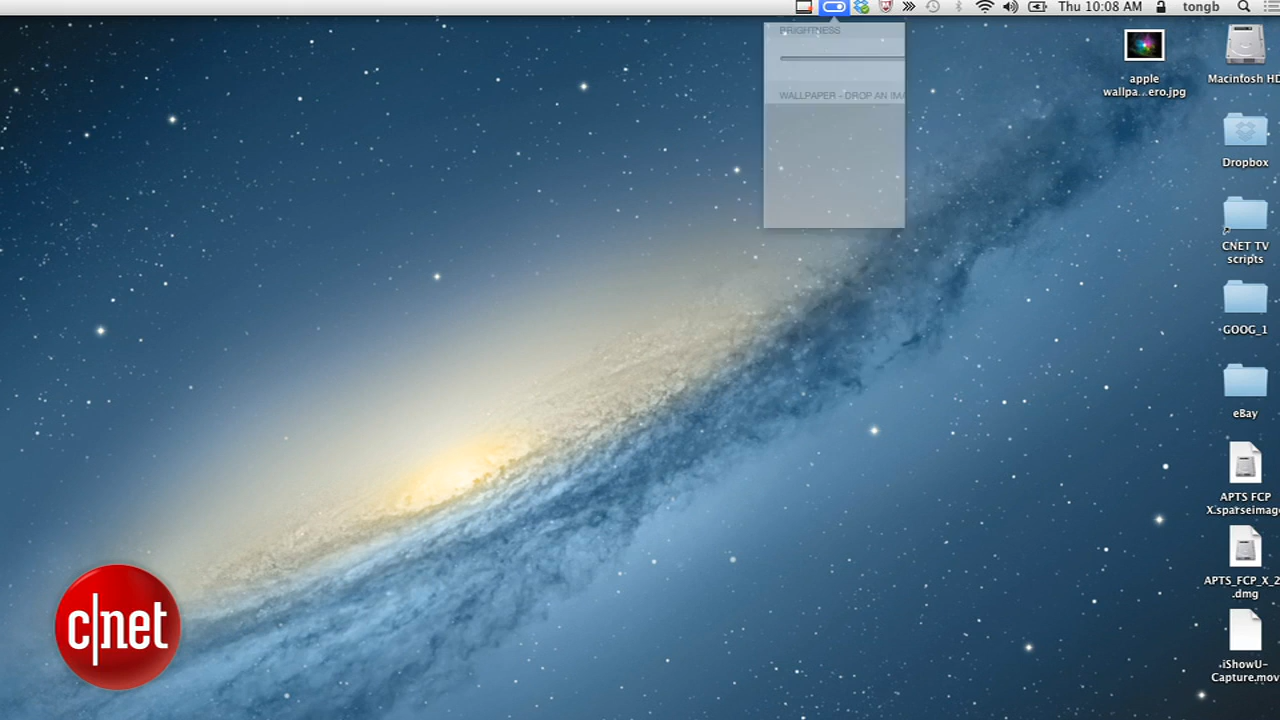 Thu 10:08 AM
tongb
BRIGHTNESS
WALLPAPER - DROP AN IMA
apple
wallpa...ero.jpg
Macintosh HD
Dropbox
CNET TV
scripts
GOOG_1
eBay
APTS FCP
X.sparseimage
APTS_FCP_X_2
.dmg
iShowU-
Capture.mov
c|net